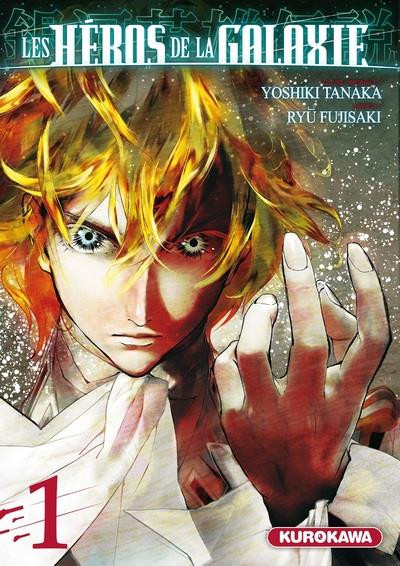 LES HÉROS DE LA GALAXIE
YOSHIKI TANAKA
RYU FUJISAKI
1
KUROKAWA